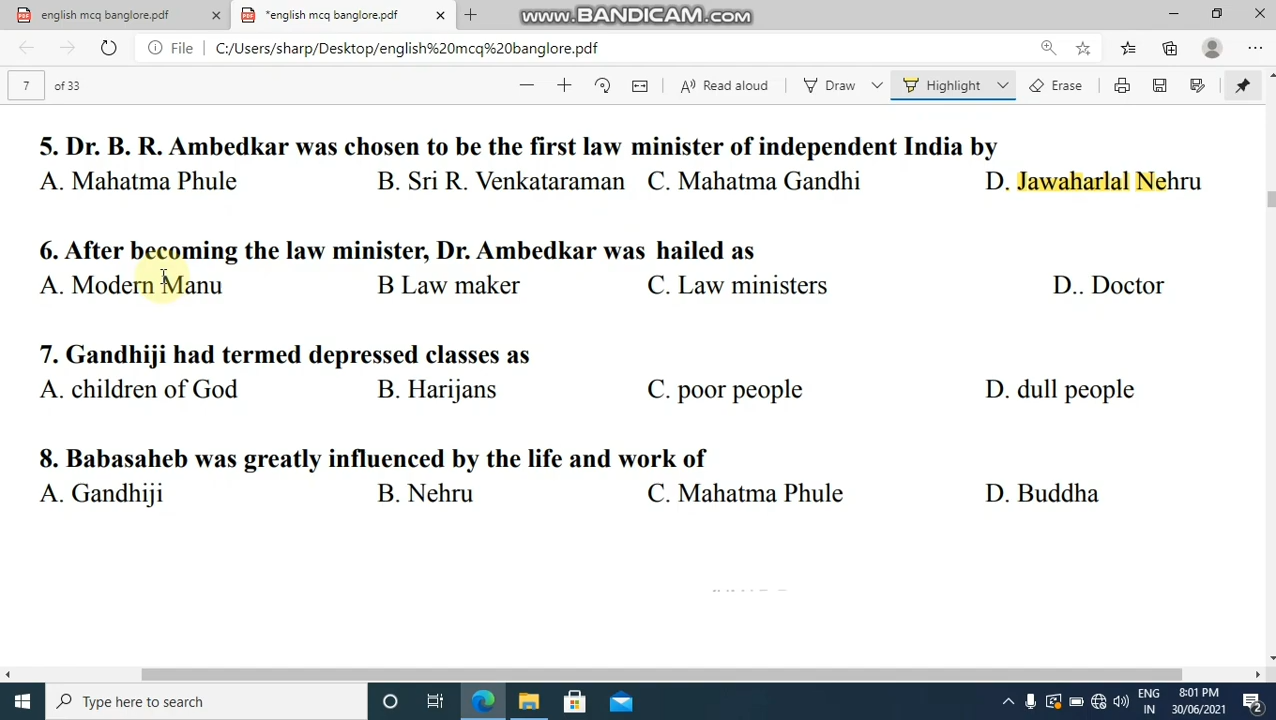 english mcq banglore.pdf
*english mcq banglore.pdf
www.BANDICAM.com
File
C:/Users/sharp/Desktop/english%20mcq%20banglore.pdf
7 of 33
Read aloud
Draw
Highlight
Erase
5. Dr. B. R. Ambedkar was chosen to be the first law minister of independent India by
A. Mahatma Phule B. Sri R. Venkataraman C. Mahatma Gandhi D. Jawaharlal Nehru
6. After becoming the law minister, Dr. Ambedkar was hailed as
A. Modern Manu B Law maker C. Law ministers D.. Doctor
7. Gandhiji had termed depressed classes as
A. children of God B. Harijans C. poor people D. dull people
8. Babasaheb was greatly influenced by the life and work of
A. Gandhiji B. Nehru C. Mahatma Phule D. Buddha
Type here to search
ENG
IN
8:01 PM
30/06/2021
2